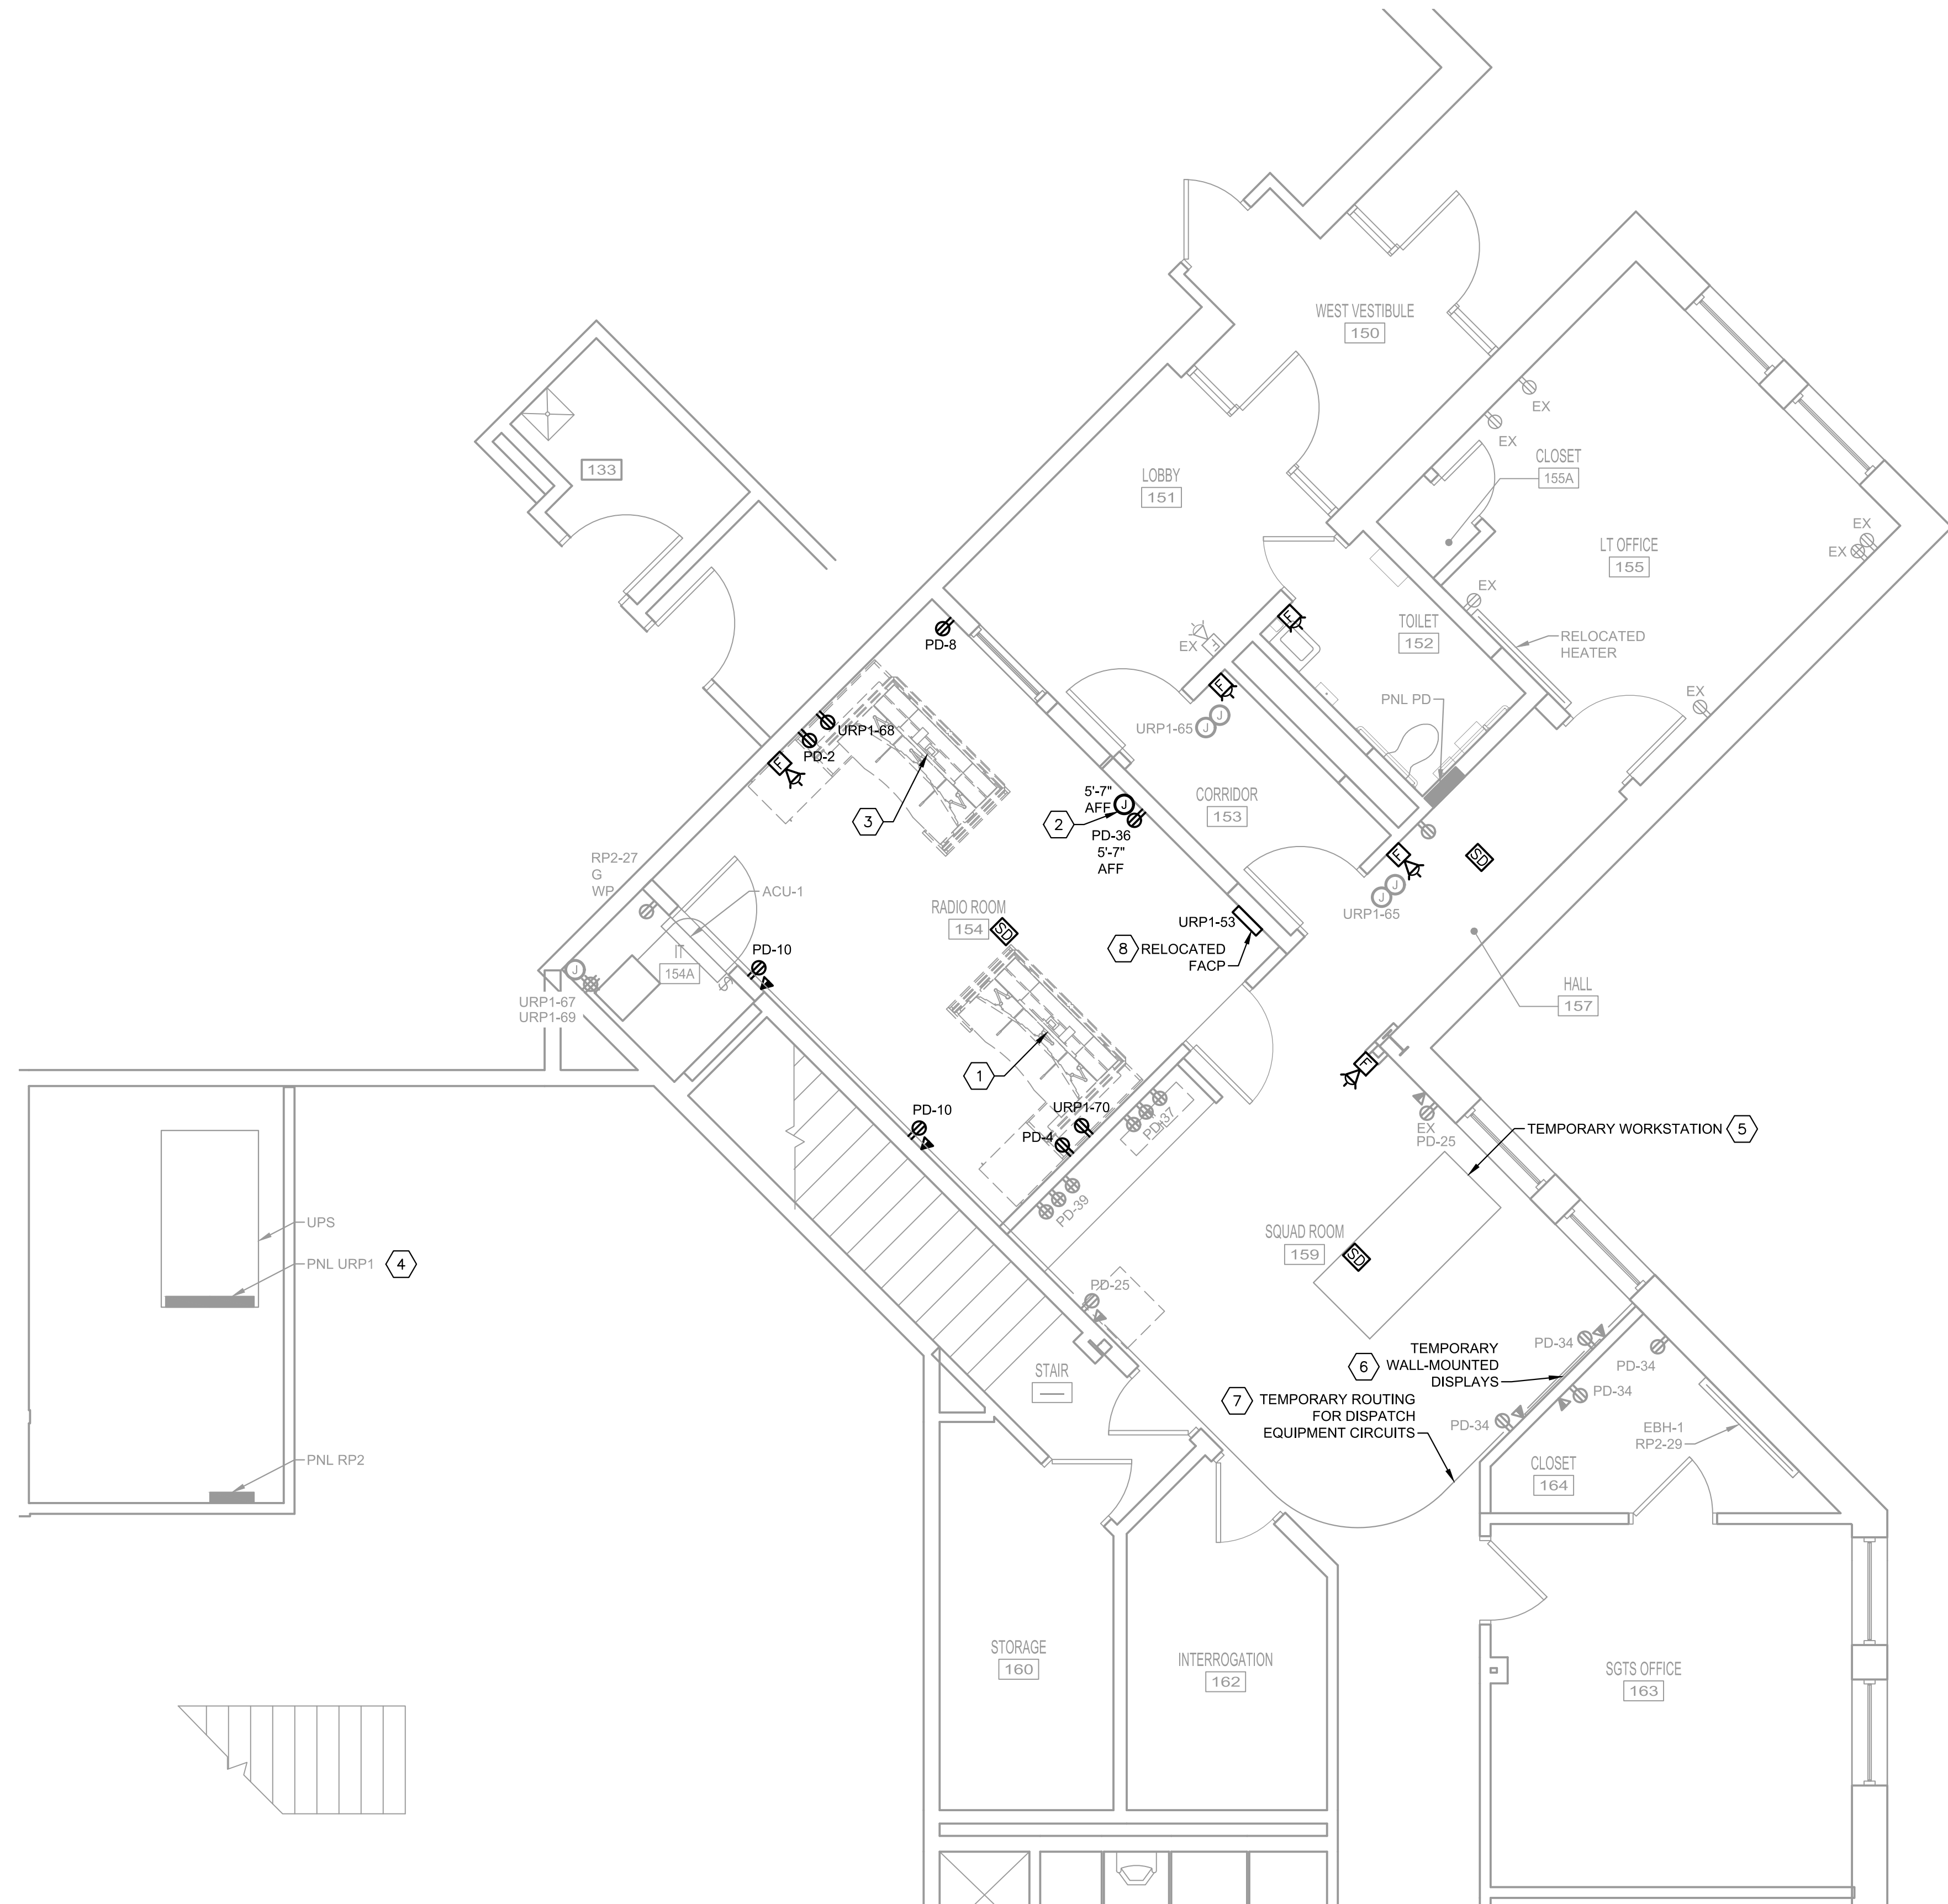 WEST VESTIBULE
150
EX
EX
CLOSET
155A
LOBBY
151
133
LT OFFICE
155
EX
EX
EX
F
TOILET
152
RELOCATED
HEATER
PD-8
EX
F
F
PNL PD
EX
URP1-65
J
J
URP1-68
PD-2
F
3
5'-7"
AFF
J
2
PD-36
5'-7"
AFF
CORRIDOR
153
F
SD
J
J
URP1-65
RP2-27
G
WP
ACU-1
RADIO ROOM
154
SD
URP1-53
8
RELOCATED
FACP
IT
154A
S
PD-10
J
URP1-67
URP1-69
HALL
157
1
F
PD-10
URP1-70
PD-4
PD-37
EX
PD-25
TEMPORARY WORKSTATION
5
PD-39
UPS
PNL URP1
4
SQUAD ROOM
159
SD
PD-25
STAIR
6
TEMPORARY
WALL-MOUNTED
DISPLAYS
PD-34
PD-34
PD-34
PD-34
7
TEMPORARY ROUTING
FOR DISPATCH
EQUIPMENT CIRCUITS
EBH-1
RP2-29
PNL RP2
CLOSET
164
STORAGE
160
INTERROGATION
162
SGTS OFFICE
163